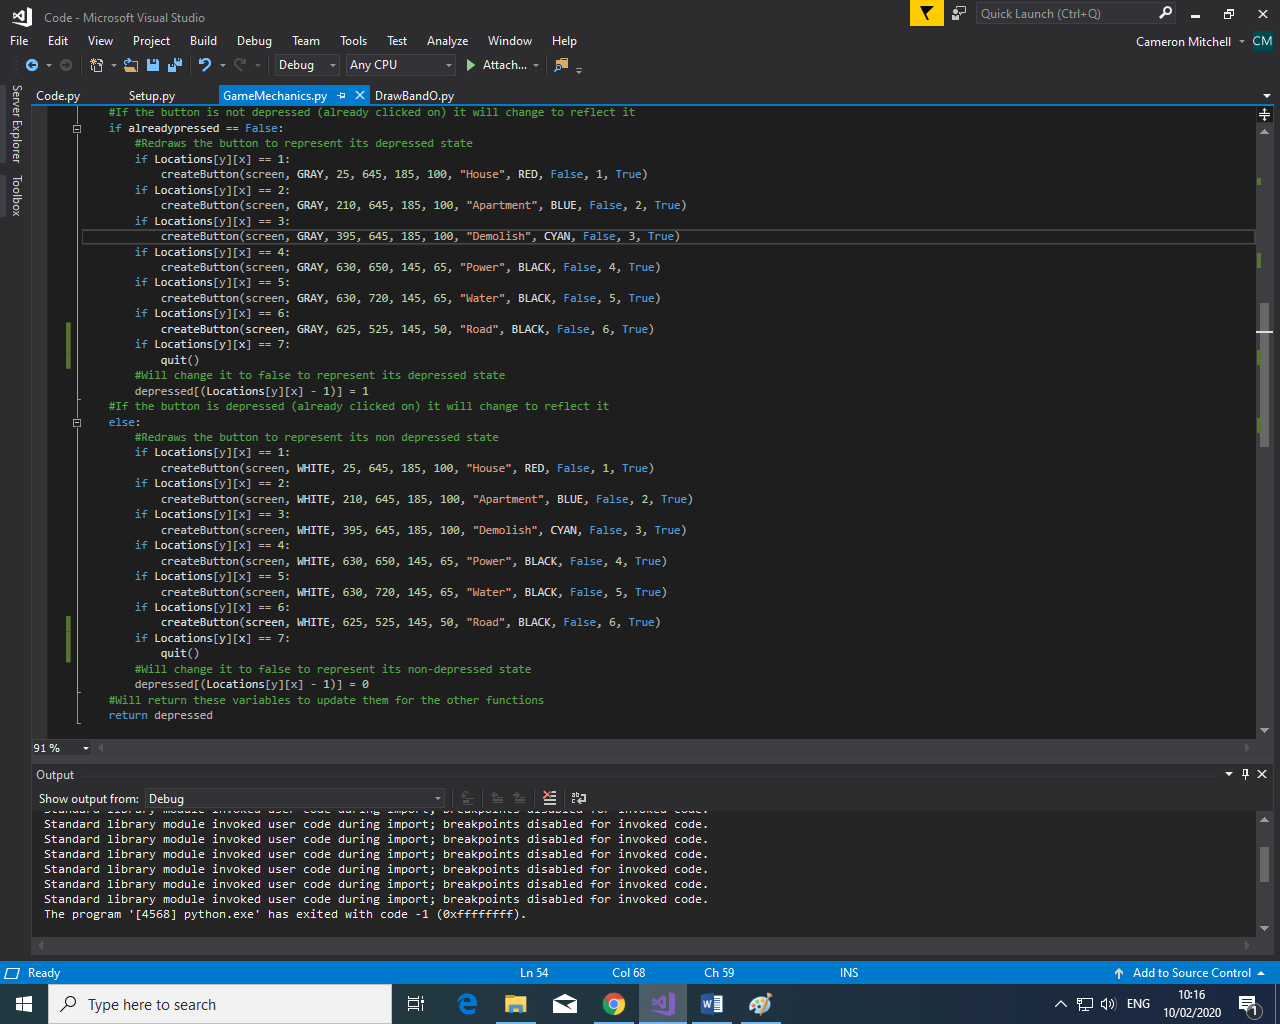 Code - Microsoft Visual Studio
Quick Launch (Ctrl+Q)
File Edit View Project Build Debug Team Tools Test Analyze Window Help
Cameron Mitchell CM
Debug Any CPU Attach...
Server Explorer
Toolbox
Code.py Setup.py GameMechanics.py DrawBandO.py
#If the button is not depressed (already clicked on) it will change to reflect it
if alreadypressed == False:
#Redraws the button to represent its depressed state
if Locations[y][x] == 1:
createButton(screen, GRAY, 25, 645, 185, 100, "House", RED, False, 1, True)
if Locations[y][x] == 2:
createButton(screen, GRAY, 210, 645, 185, 100, "Apartment", BLUE, False, 2, True)
if Locations[y][x] == 3:
createButton(screen, GRAY, 395, 645, 185, 100, "Demolish", CYAN, False, 3, True)
if Locations[y][x] == 4:
createButton(screen, GRAY, 630, 650, 145, 65, "Power", BLACK, False, 4, True)
if Locations[y][x] == 5:
createButton(screen, GRAY, 630, 720, 145, 65, "Water", BLACK, False, 5, True)
if Locations[y][x] == 6:
createButton(screen, GRAY, 625, 525, 145, 50, "Road", BLACK, False, 6, True)
if Locations[y][x] == 7:
quit()
#Will change it to false to represent its depressed state
depressed[(Locations[y][x] - 1)] = 1
#If the button is depressed (already clicked on) it will change to reflect it
else:
#Redraws the button to represent its non depressed state
if Locations[y][x] == 1:
createButton(screen, WHITE, 25, 645, 185, 100, "House", RED, False, 1, True)
if Locations[y][x] == 2:
createButton(screen, WHITE, 210, 645, 185, 100, "Apartment", BLUE, False, 2, True)
if Locations[y][x] == 3:
createButton(screen, WHITE, 395, 645, 185, 100, "Demolish", CYAN, False, 3, True)
if Locations[y][x] == 4:
createButton(screen, WHITE, 630, 650, 145, 65, "Power", BLACK, False, 4, True)
if Locations[y][x] == 5:
createButton(screen, WHITE, 630, 720, 145, 65, "Water", BLACK, False, 5, True)
if Locations[y][x] == 6:
createButton(screen, WHITE, 625, 525, 145, 50, "Road", BLACK, False, 6, True)
if Locations[y][x] == 7:
quit()
#Will change it to false to represent its non-depressed state
depressed[(Locations[y][x] - 1)] = 0
#Will return these variables to update them for the other functions
return depressed
91 %
Output
Show output from: Debug
Standard library module invoked user code during import; breakpoints disabled for invoked code.
Standard library module invoked user code during import; breakpoints disabled for invoked code.
Standard library module invoked user code during import; breakpoints disabled for invoked code.
Standard library module invoked user code during import; breakpoints disabled for invoked code.
Standard library module invoked user code during import; breakpoints disabled for invoked code.
Standard library module invoked user code during import; breakpoints disabled for invoked code.
Standard library module invoked user code during import; breakpoints disabled for invoked code.
The program '[4568] python.exe' has exited with code -1 (0xffffffff).
Ready Ln 54 Col 68 Ch 59 INS Add to Source Control
Type here to search
ENG
10:16
10/02/2020
1